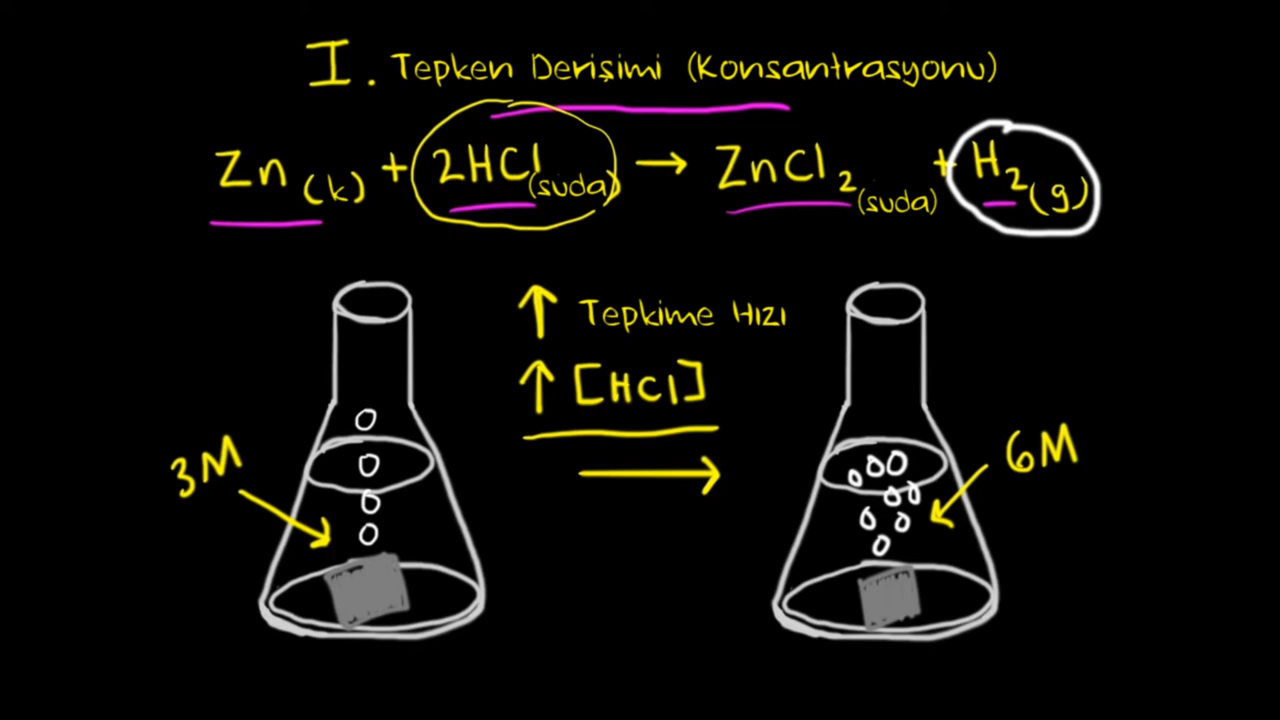 I. Tepken Derişimi (Konsantrasyonu)
Zn(k) + 2HCl(suda) → ZnCl₂(suda) + H₂(g)
↑ Tepkime Hızı
↑ [HCl]
→
3M
6M